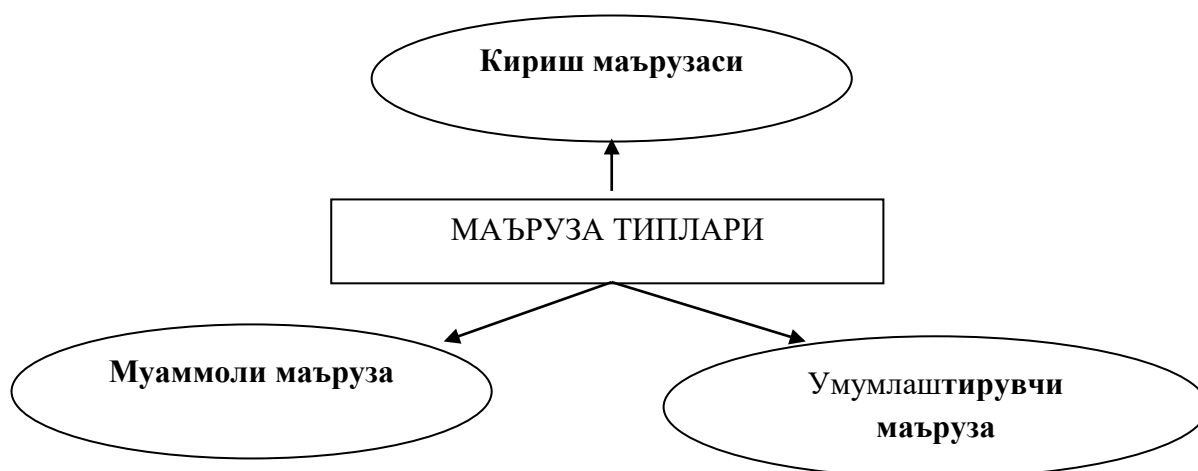 Кириш маърузаси
МАЪРУЗА ТИПЛАРИ
Муаммоли маъруза
Умумлаштирувчи
маъруза